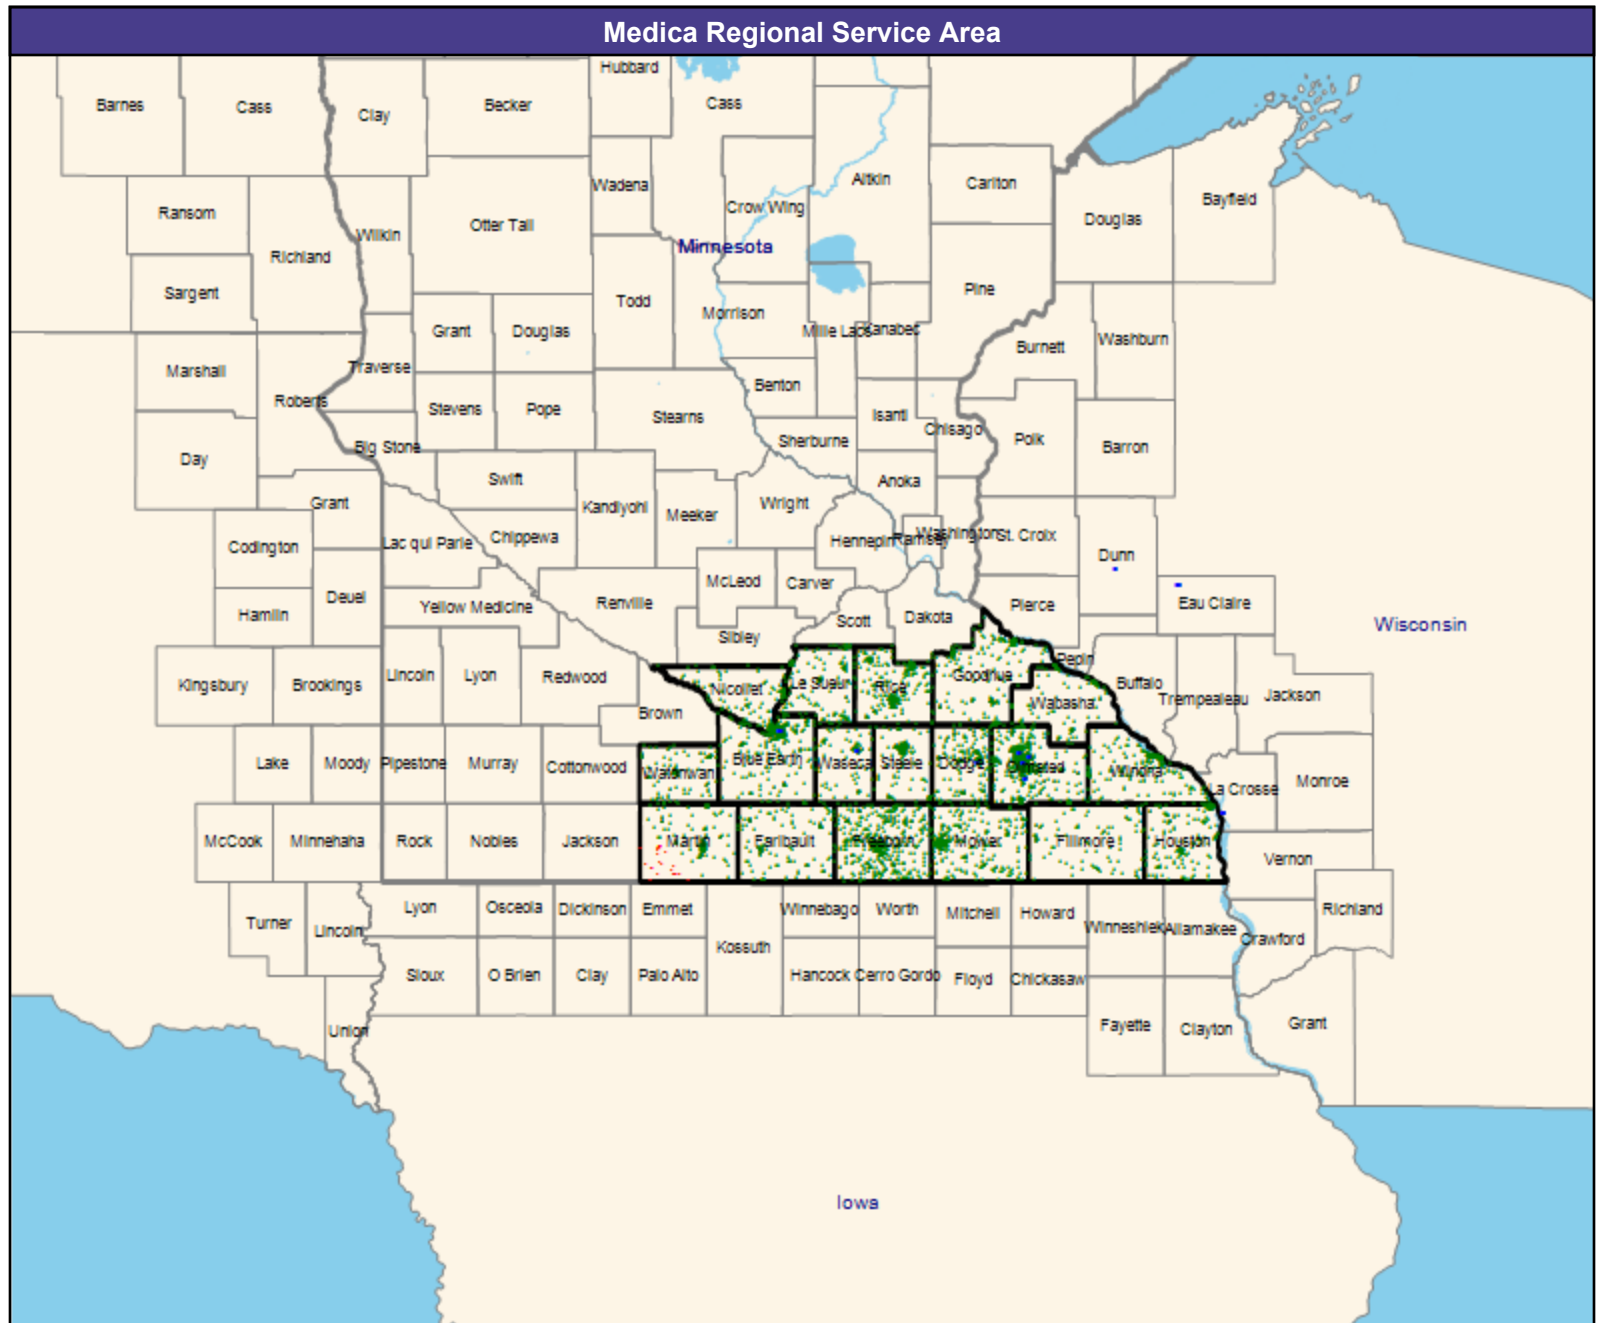 Medica Regional Service Area
Hubbard
Barnes
Cass
Clay
Becker
Cass
Wadena
Aitkin
Carlton
Ransom
Crow Wing
Bayfield
Douglas
Otter Tail
Wilkin
Minnesota
Richland
Sargent
Pine
Todd
Morrison
Grant
Douglas
Mille Lacs
Kanabec
Washburn
Burnett
Marshall
Traverse
Benton
Roberts
Stevens
Pope
Stearns
Isanti
Chisago
Polk
Barron
Big Stone
Sherburne
Day
Swift
Anoka
Grant
Kandiyohi
Meeker
Wright
Codington
Lac qui Parle
Chippewa
Hennepin
Ramsey
Washington
St. Croix
Dunn
McLeod
Carver
Deuel
Yellow Medicine
Renville
Pierce
Eau Claire
Hamlin
Scott
Dakota
Wisconsin
Sibley
Pepin
Kingsbury
Brookings
Lincoln
Lyon
Redwood
Nicollet
Le Sueur
Rice
Goodhue
Buffalo
Trempealeau
Jackson
Wabasha
Brown
Lake
Moody
Pipestone
Murray
Cottonwood
Watonwan
Blue Earth
Waseca
Steele
Dodge
Olmsted
Winona
La Crosse
Monroe
McCook
Minnehaha
Rock
Nobles
Jackson
Martin
Faribault
Freeborn
Mower
Fillmore
Houston
Vernon
Turner
Lincoln
Lyon
Osceola
Dickinson
Emmet
Winnebago
Worth
Mitchell
Howard
Winneshiek
Allamakee
Crawford
Richland
Kossuth
Sioux
O Brien
Clay
Palo Alto
Hancock
Cerro Gordo
Floyd
Chickasaw
Union
Fayette
Clayton
Grant
Iowa